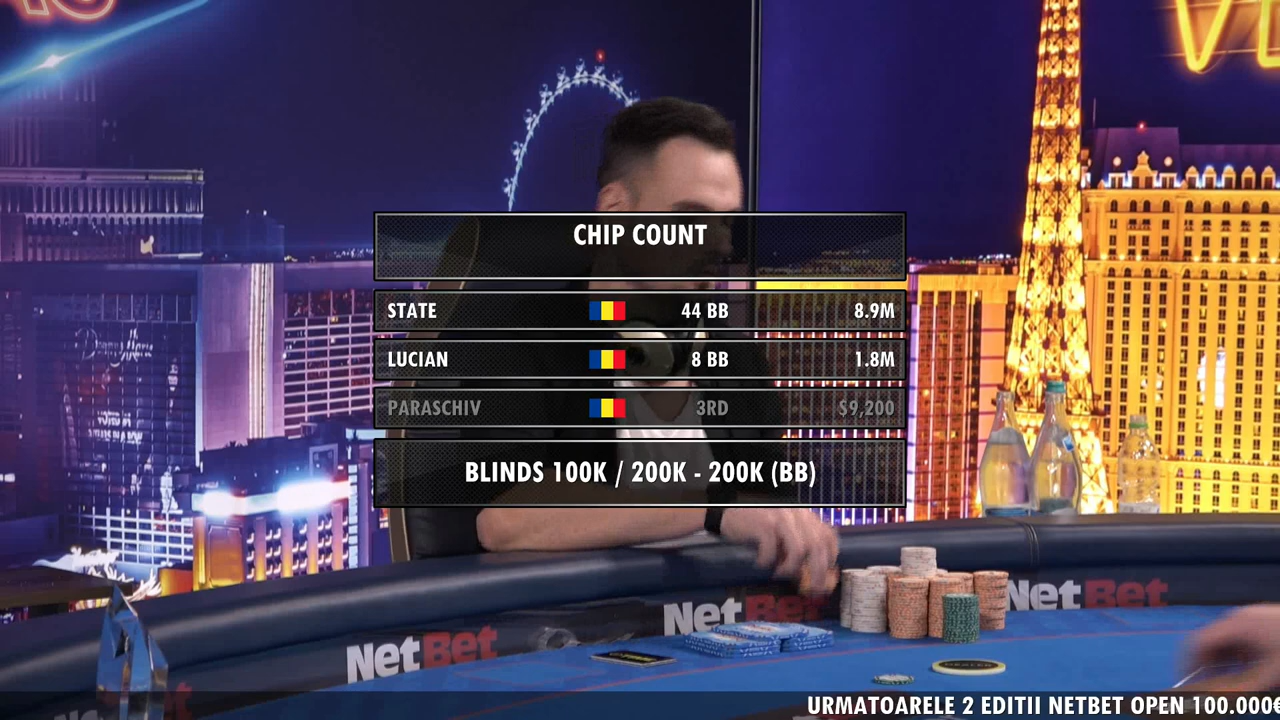 CHIP COUNT
STATE 44 BB 8.9M
LUCIAN 8 BB 1.8M
PARASCHIV 3RD $9,200
BLINDS 100K / 200K - 200K (BB)
NetBet
NetBet
NetBet
DEALER
URMATOARELE 2 EDITII NETBET OPEN 100.000€